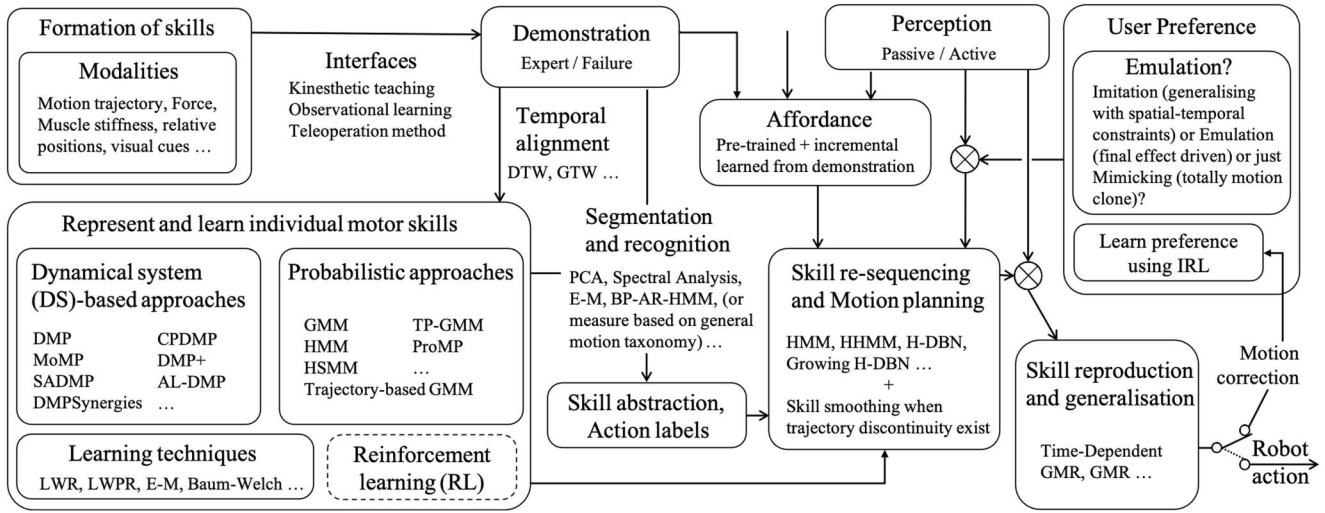 Formation of skills
Modalities
Motion trajectory, Force,
Muscle stiffness, relative
positions, visual cues …
Interfaces
Kinesthetic teaching
Observational learning
Teleoperation method
Demonstration
Expert / Failure
Temporal
alignment
DTW, GTW …
Perception
Passive / Active
Affordance
Pre-trained + incremental
learned from demonstration
User Preference
Emulation?
Imitation (generalising
with spatial-temporal
constraints) or Emulation
(final effect driven) or just
Mimicking (totally motion
clone)?
Learn preference
using IRL
Represent and learn individual motor skills
Dynamical system
(DS)-based approaches
DMP CPDMP
MoMP DMP+
SADMP AL-DMP
DMPSynergies …
Probabilistic approaches
GMM TP-GMM
HMM ProMP
HSMM …
Trajectory-based GMM
Learning techniques
LWR, LWPR, E-M, Baum-Welch …
Reinforcement
learning (RL)
Segmentation
and recognition
PCA, Spectral Analysis,
E-M, BP-AR-HMM, (or
measure based on general
motion taxonomy) …
Skill abstraction,
Action labels
Skill re-sequencing
and Motion planning
HMM, HHMM, H-DBN,
Growing H-DBN …
+
Skill smoothing when
trajectory discontinuity exist
Skill reproduction
and generalisation
Time-Dependent
GMR, GMR …
Motion
correction
Robot
action